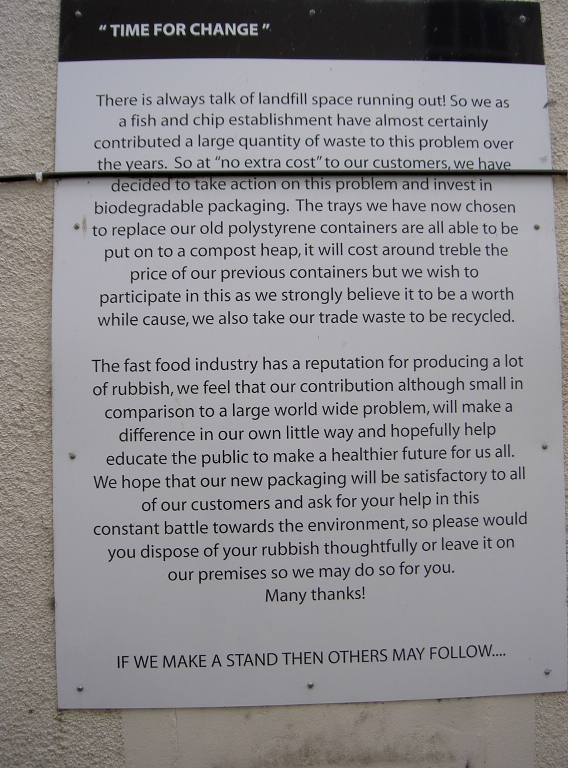 “ TIME FOR CHANGE ”
There is always talk of landfill space running out! So we as
a fish and chip establishment have almost certainly
contributed a large quantity of waste to this problem over
the years. So at “no extra cost” to our customers, we have
decided to take action on this problem and invest in
biodegradable packaging. The trays we have now chosen
to replace our old polystyrene containers are all able to be
put on to a compost heap, it will cost around treble the
price of our previous containers but we wish to
participate in this as we strongly believe it to be a worth
while cause, we also take our trade waste to be recycled.
The fast food industry has a reputation for producing a lot
of rubbish, we feel that our contribution although small in
comparison to a large world wide problem, will make a
difference in our own little way and hopefully help
educate the public to make a healthier future for us all.
We hope that our new packaging will be satisfactory to all
of our customers and ask for your help in this
constant battle towards the environment, so please would
you dispose of your rubbish thoughtfully or leave it on
our premises so we may do so for you.
Many thanks!
IF WE MAKE A STAND THEN OTHERS MAY FOLLOW....